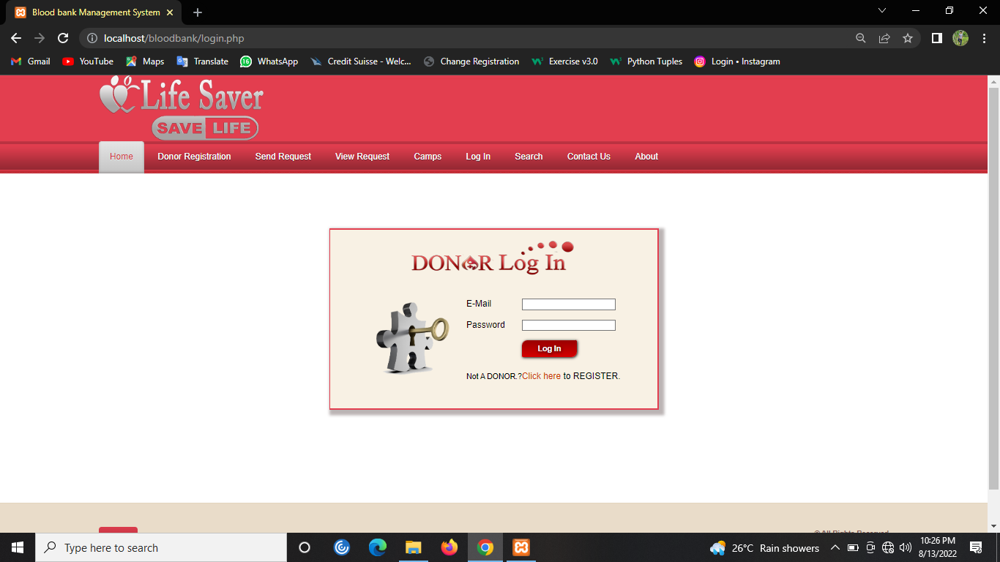 Blood bank Management System
localhost/bloodbank/login.php
Gmail YouTube Maps Translate 16 WhatsApp Credit Suisse - Welc... Change Registration Exercise v3.0 Python Tuples Login • Instagram
Life Saver
SAVE LIFE
Home Donor Registration Send Request View Request Camps Log In Search Contact Us About
DONOR Log In
E-Mail
Password
Log In
Not A DONOR.?Click here to REGISTER.
© All Rights Reserved
Type here to search
26°C Rain showers
10:26 PM
8/13/2022